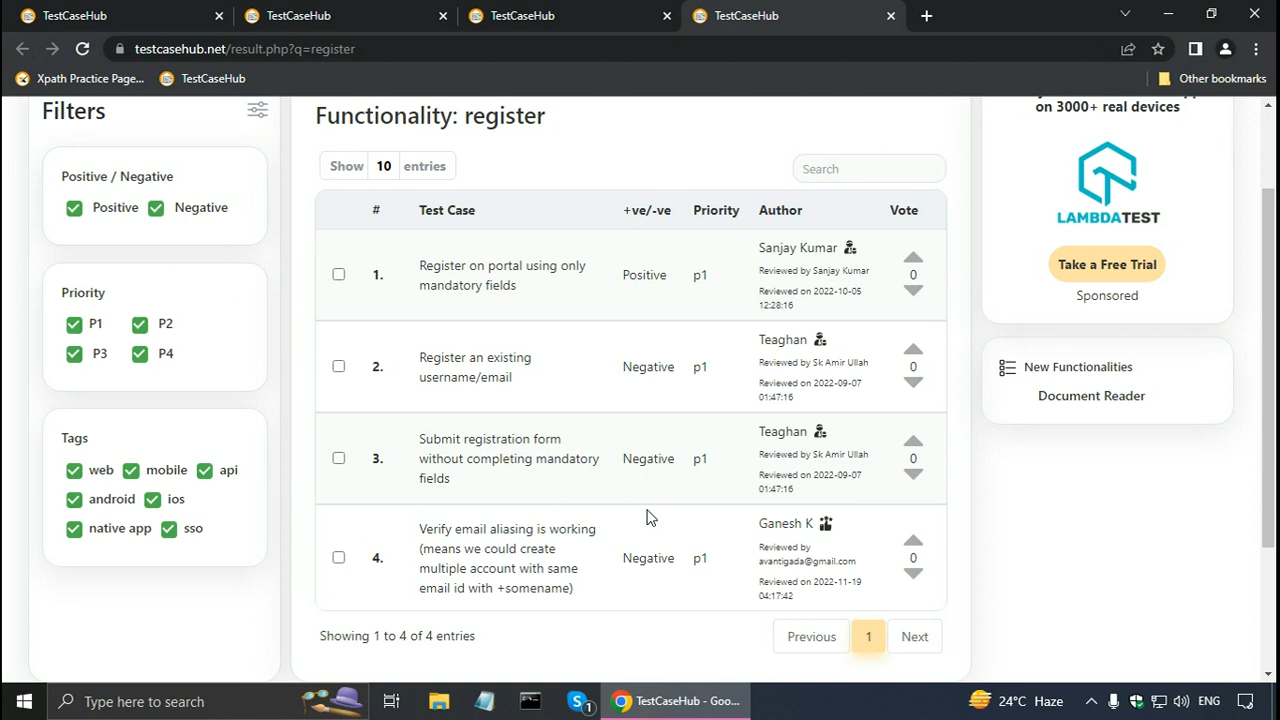 TestCaseHub
TestCaseHub
TestCaseHub
TestCaseHub
testcasehub.net/result.php?q=register
Xpath Practice Page...
TestCaseHub
Other bookmarks
Filters
Positive / Negative
Positive
Negative
Priority
P1
P2
P3
P4
Tags
web
mobile
api
android
ios
native app
sso
Functionality: register
Show 10 entries
Search
# Test Case +ve/-ve Priority Author Vote
1.
Register on portal using only
mandatory fields
Positive
p1
Sanjay Kumar
Reviewed by Sanjay Kumar
Reviewed on 2022-10-05
12:28:16
0
2.
Register an existing
username/email
Negative
p1
Teaghan
Reviewed by Sk Amir Ullah
Reviewed on 2022-09-07
01:47:16
0
3.
Submit registration form
without completing mandatory
fields
Negative
p1
Teaghan
Reviewed by Sk Amir Ullah
Reviewed on 2022-09-07
01:47:16
0
4.
Verify email aliasing is working
(means we could create
multiple account with same
email id with +somename)
Negative
p1
Ganesh K
Reviewed by
avantigada@gmail.com
Reviewed on 2022-11-19
04:17:42
0
Showing 1 to 4 of 4 entries
Previous
1
Next
on 3000+ real devices
LAMBDATEST
Take a Free Trial
Sponsored
New Functionalities
Document Reader
Type here to search
1
TestCaseHub - Goo...
24°C Haze
ENG